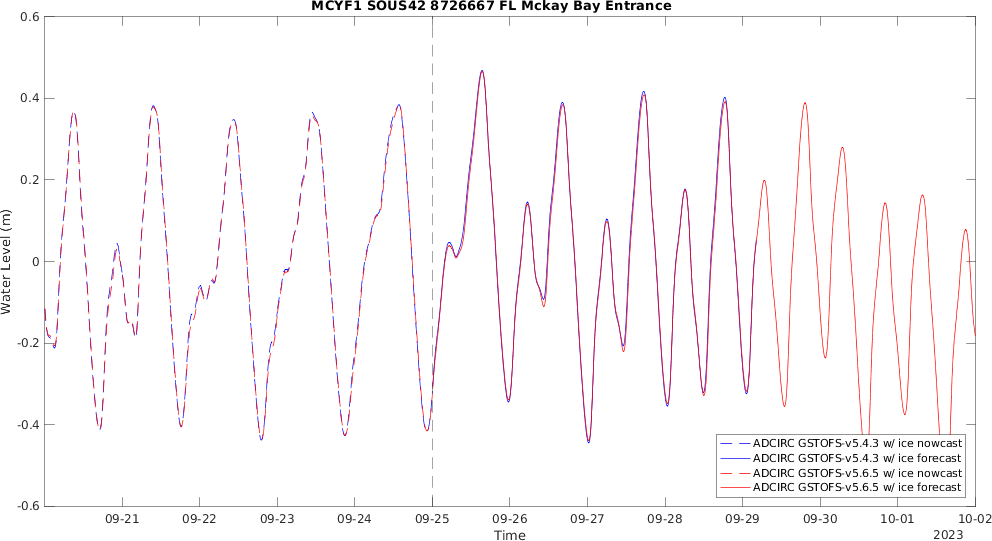 MCYF1 SOUS42 8726667 FL Mckay Bay Entrance
0.6
0.4
0.2
0
-0.2
-0.4
-0.6
Water Level (m)
09-21 09-22 09-23 09-24 09-25 09-26 09-27 09-28 09-29 09-30 10-01 10-02
Time
2023
ADCIRC GSTOFS-v5.4.3 w/ ice nowcast
ADCIRC GSTOFS-v5.4.3 w/ ice forecast
ADCIRC GSTOFS-v5.6.5 w/ ice nowcast
ADCIRC GSTOFS-v5.6.5 w/ ice forecast